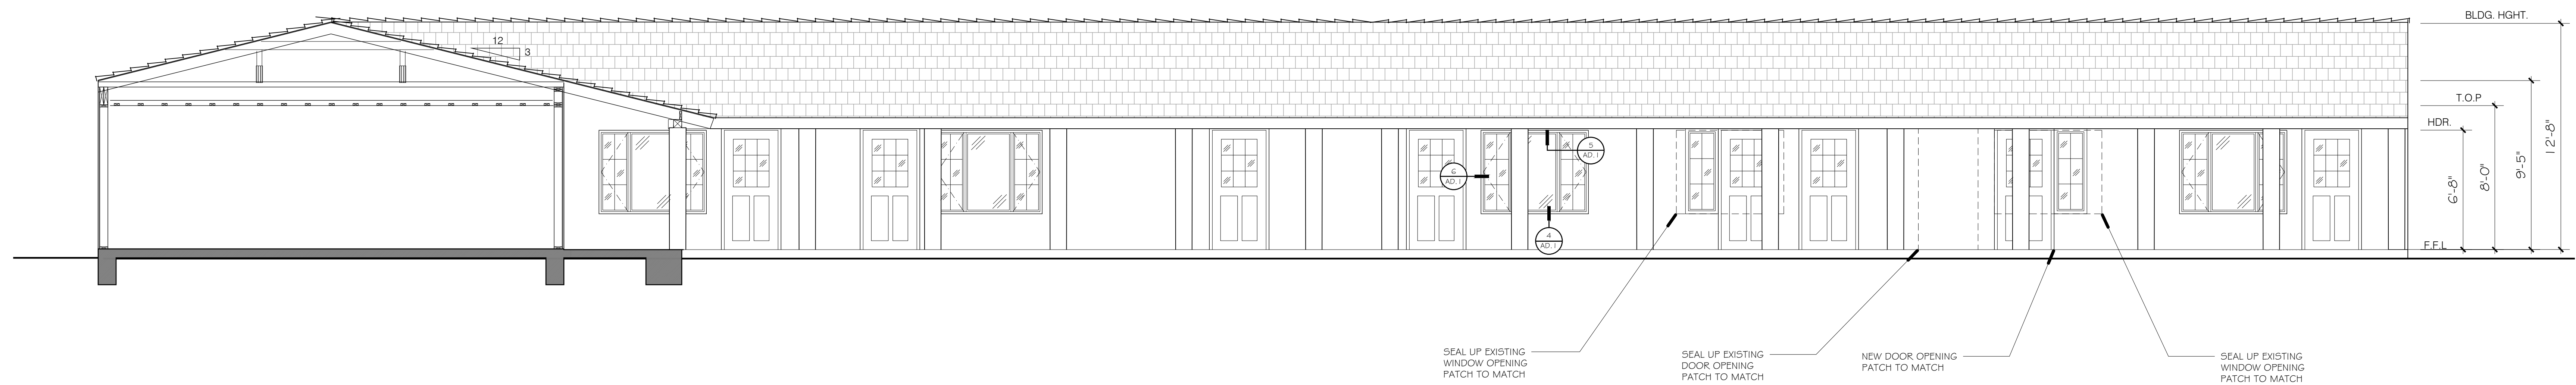 BLDG. HGHT.
12
3
T.O.P
HDR.
12'-8"
9'-5"
8'-0"
6'-8"
5
AD.1
6
AD.1
4
AD.1
F.F.L
SEAL UP EXISTING
WINDOW OPENING
PATCH TO MATCH
SEAL UP EXISTING
DOOR OPENING
PATCH TO MATCH
NEW DOOR OPENING
PATCH TO MATCH
SEAL UP EXISTING
WINDOW OPENING
PATCH TO MATCH